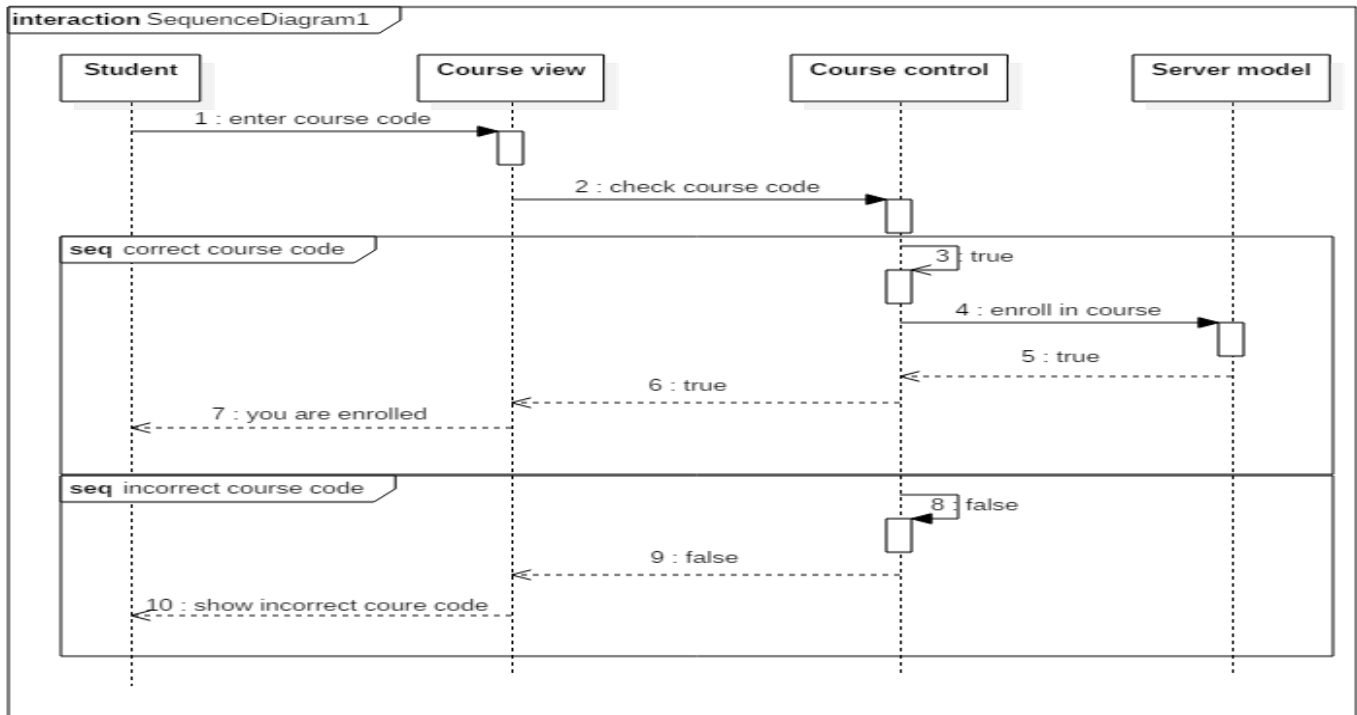 interaction SequenceDiagram1
Student
Course view
Course control
Server model
1 : enter course code
2 : check course code
seq correct course code
3 : true
4 : enroll in course
5 : true
6 : true
7 : you are enrolled
seq incorrect course code
8 : false
9 : false
10 : show incorrect coure code